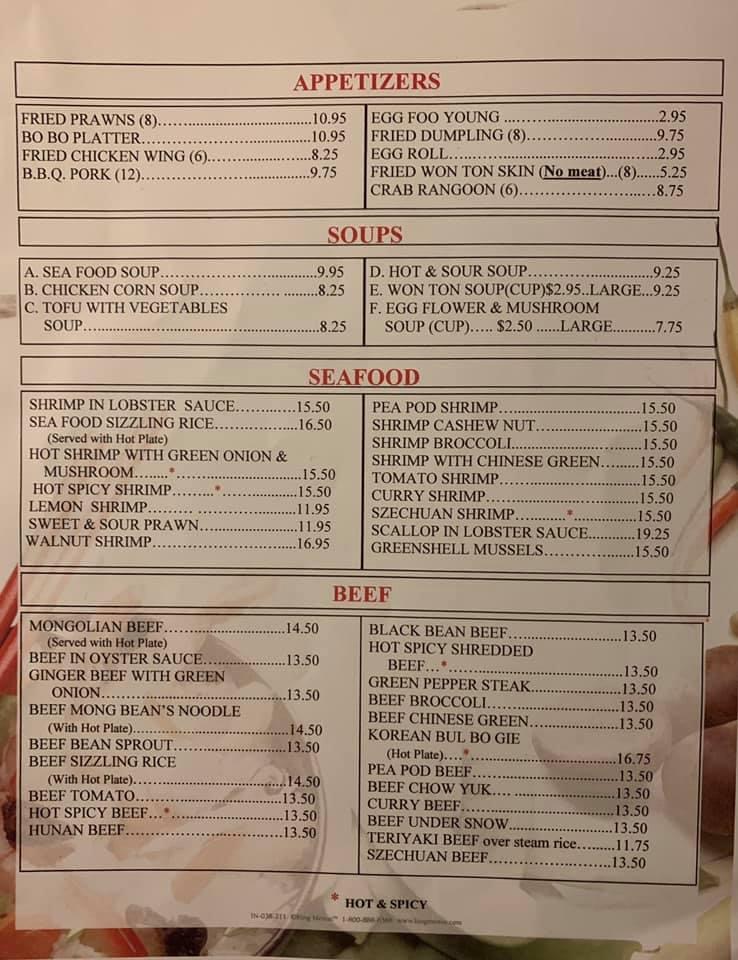 APPETIZERS
FRIED PRAWNS (8)......................................10.95
BO BO PLATTER......................................10.95
FRIED CHICKEN WING (6)..........................8.25
B.B.Q. PORK (12)......................................9.75
EGG FOO YOUNG ......................................2.95
FRIED DUMPLING (8)................................9.75
EGG ROLL................................................2.95
FRIED WON TON SKIN (No meat)...(8)......5.25
CRAB RANGOON (6)..................................8.75
SOUPS
A. SEA FOOD SOUP..................................9.95
B. CHICKEN CORN SOUP............ .........8.25
C. TOFU WITH VEGETABLES
SOUP......................................................8.25
D. HOT & SOUR SOUP..............................9.25
E. WON TON SOUP(CUP)$2.95..LARGE...9.25
F. EGG FLOWER & MUSHROOM
SOUP (CUP)..... $2.50 ......LARGE...........7.75
SEAFOOD
SHRIMP IN LOBSTER SAUCE...............15.50
SEA FOOD SIZZLING RICE...................16.50
(Served with Hot Plate)
HOT SHRIMP WITH GREEN ONION &
MUSHROOM.......*..............................15.50
HOT SPICY SHRIMP.........*...................15.50
LEMON SHRIMP......... .......................11.95
SWEET & SOUR PRAWN.......................11.95
WALNUT SHRIMP..................................16.95
PEA POD SHRIMP..................................15.50
SHRIMP CASHEW NUT..........................15.50
SHRIMP BROCCOLI...............................15.50
SHRIMP WITH CHINESE GREEN.........15.50
TOMATO SHRIMP..................................15.50
CURRY SHRIMP.....................................15.50
SZECHUAN SHRIMP...........*................15.50
SCALLOP IN LOBSTER SAUCE...........19.25
GREENSHELL MUSSELS.....................15.50
BEEF
MONGOLIAN BEEF...............................14.50
(Served with Hot Plate)
BEEF IN OYSTER SAUCE.....................13.50
GINGER BEEF WITH GREEN
ONION................................................13.50
BEEF MONG BEAN'S NOODLE
(With Hot Plate)......................................14.50
BEEF BEAN SPROUT............................13.50
BEEF SIZZLING RICE
(With Hot Plate)......................................14.50
BEEF TOMATO.....................................13.50
HOT SPICY BEEF...*............................13.50
HUNAN BEEF.......................................13.50
BLACK BEAN BEEF.............................13.50
HOT SPICY SHREDDED
BEEF...*............................................13.50
GREEN PEPPER STEAK.......................13.50
BEEF BROCCOLI..................................13.50
BEEF CHINESE GREEN.......................13.50
KOREAN BUL BO GIE
(Hot Plate)....*.....................................16.75
PEA POD BEEF.....................................13.50
BEEF CHOW YUK.... ..........................13.50
CURRY BEEF........................................13.50
BEEF UNDER SNOW............................13.50
TERIYAKI BEEF over steam rice.........11.75
SZECHUAN BEEF.................................13.50
* HOT & SPICY